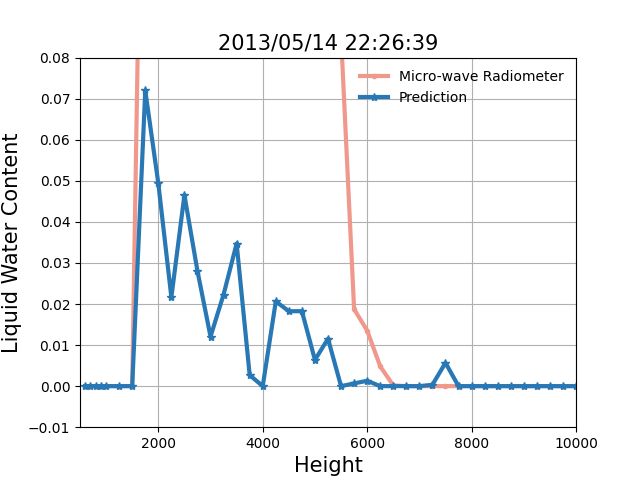 2013/05/14 22:26:39
Micro-wave Radiometer
Prediction
Liquid Water Content
0.08
0.07
0.06
0.05
0.04
0.03
0.02
0.01
0.00
−0.01
2000 4000 6000 8000 10000
Height